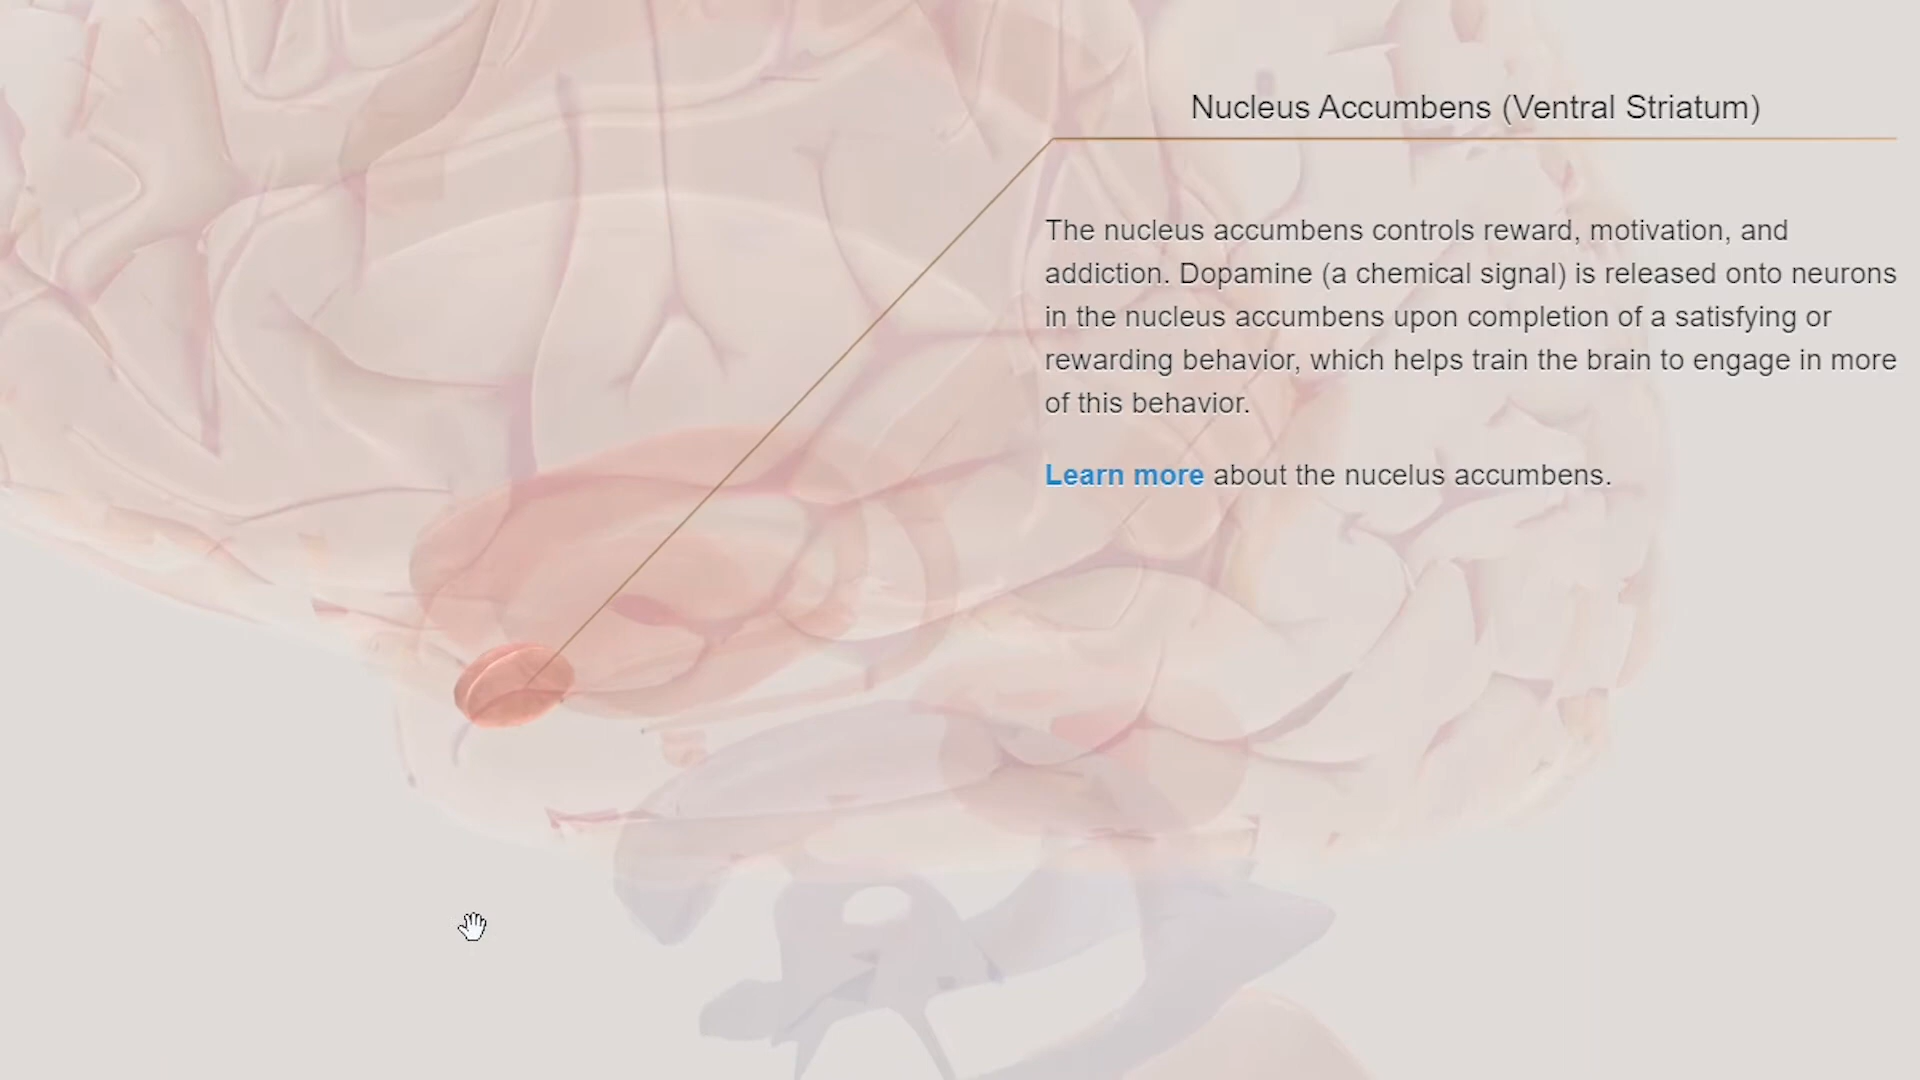 Nucleus Accumbens (Ventral Striatum)
The nucleus accumbens controls reward, motivation, and
addiction. Dopamine (a chemical signal) is released onto neurons
in the nucleus accumbens upon completion of a satisfying or
rewarding behavior, which helps train the brain to engage in more
of this behavior.
Learn more about the nucelus accumbens.